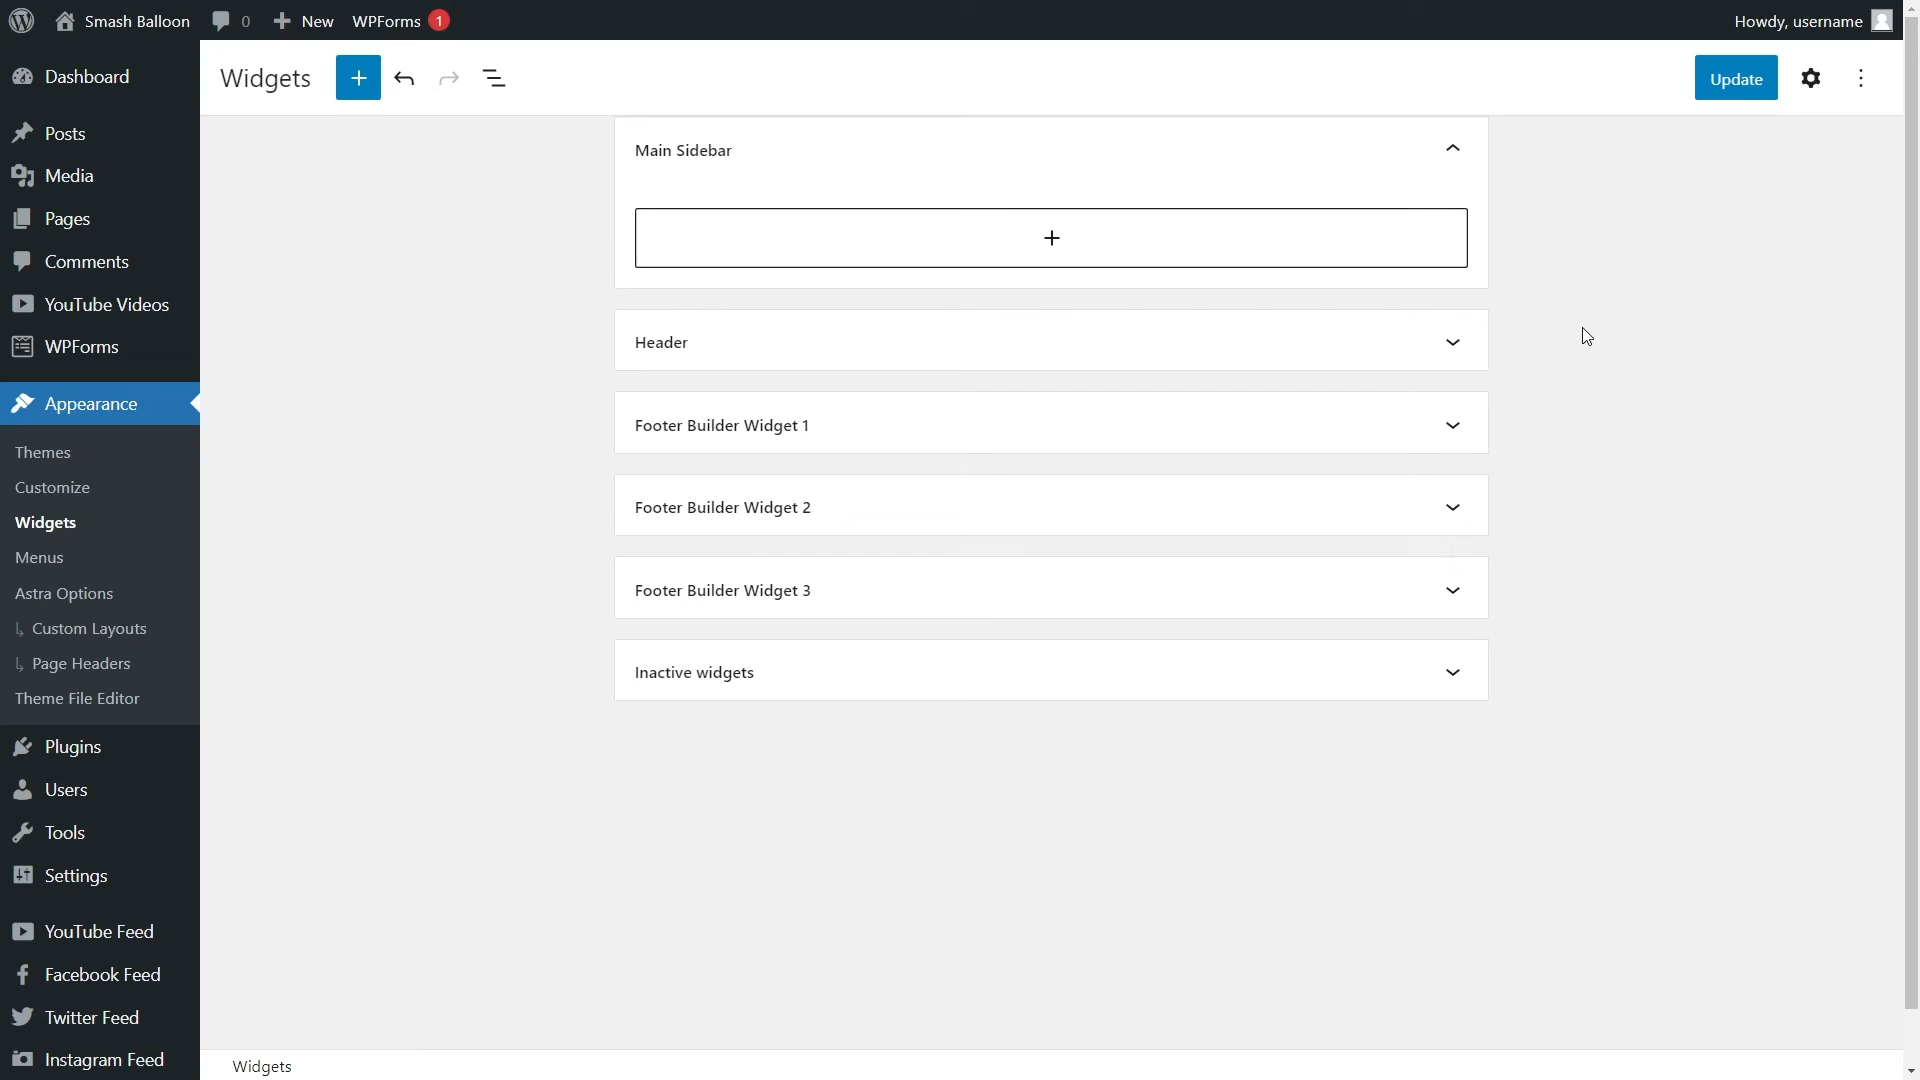 Smash Balloon 0 New WPForms 1 Howdy, username
Dashboard
Posts
Media
Pages
Comments
YouTube Videos
WPForms
Appearance
Themes
Customize
Widgets
Menus
Astra Options
Custom Layouts
Page Headers
Theme File Editor
Plugins
Users
Tools
Settings
YouTube Feed
Facebook Feed
Twitter Feed
Instagram Feed
Widgets Update
Main Sidebar
Header
Footer Builder Widget 1
Footer Builder Widget 2
Footer Builder Widget 3
Inactive widgets
Widgets